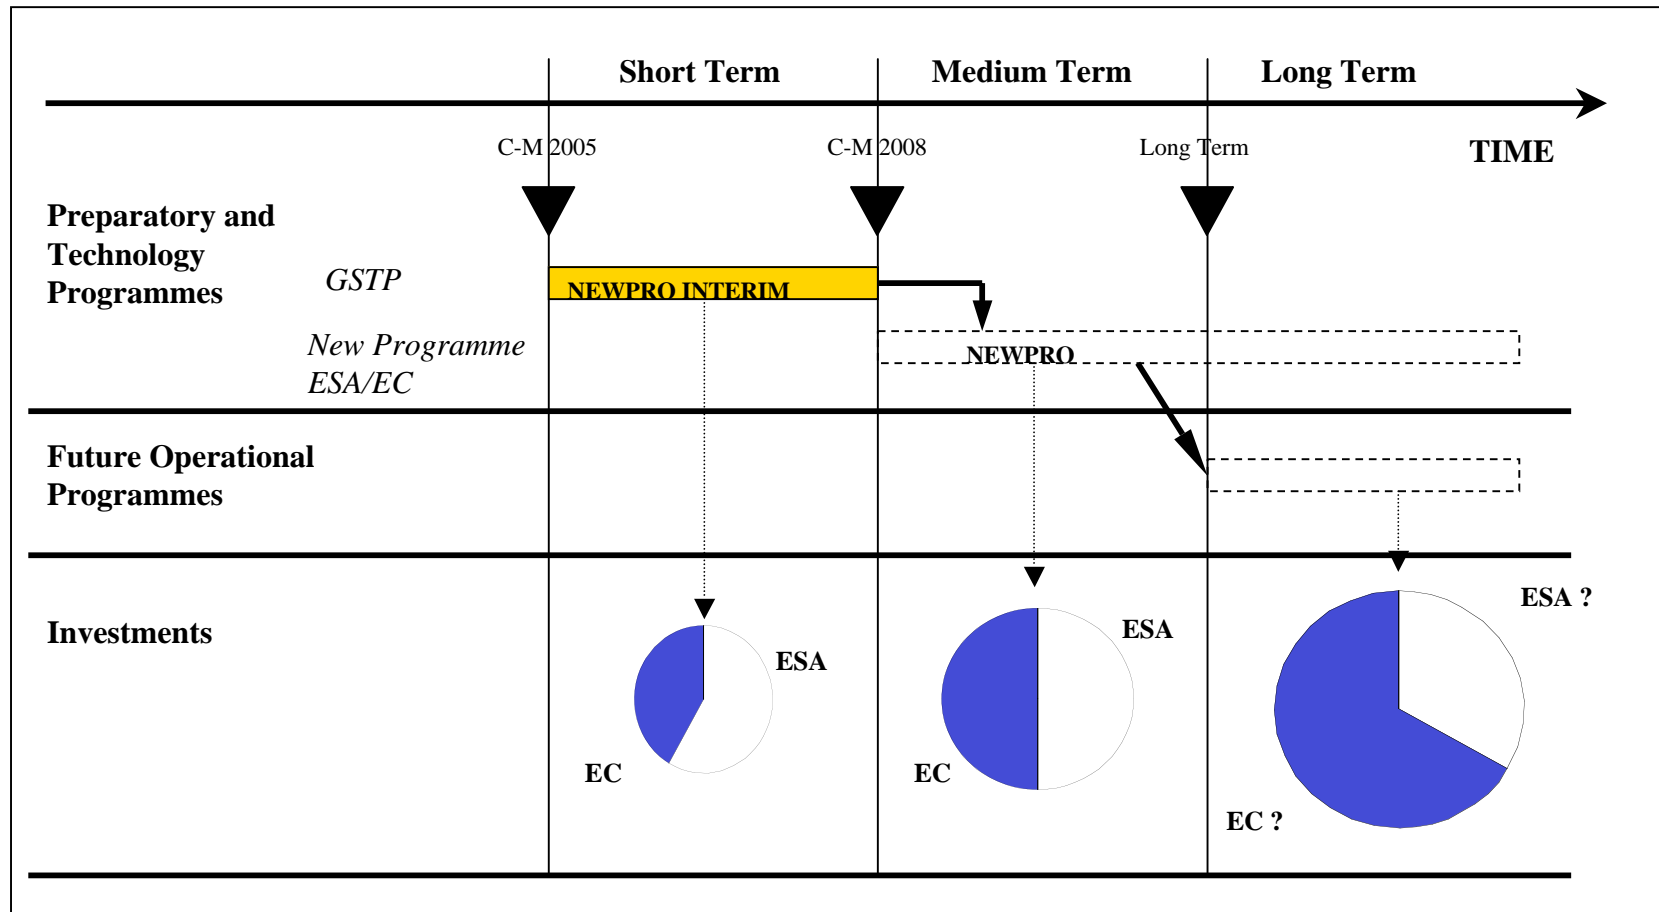 Short Term
Medium Term
Long Term
C-M 2005
C-M 2008
Long Term
TIME
Preparatory and
Technology
Programmes
GSTP
NEWPRO INTERIM
New Programme
ESA/EC
NEWPRO
Future Operational
Programmes
Investments
ESA
EC
ESA
EC
ESA ?
EC ?